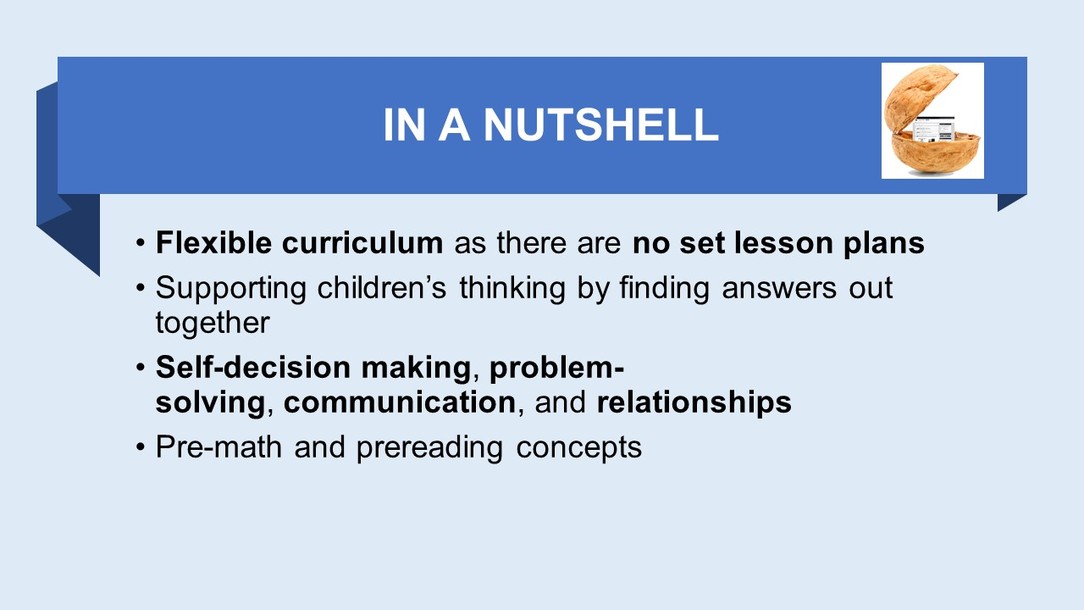 IN A NUTSHELL
• Flexible curriculum as there are no set lesson plans
• Supporting children’s thinking by finding answers out
together
• Self-decision making, problem-
solving, communication, and relationships
• Pre-math and prereading concepts